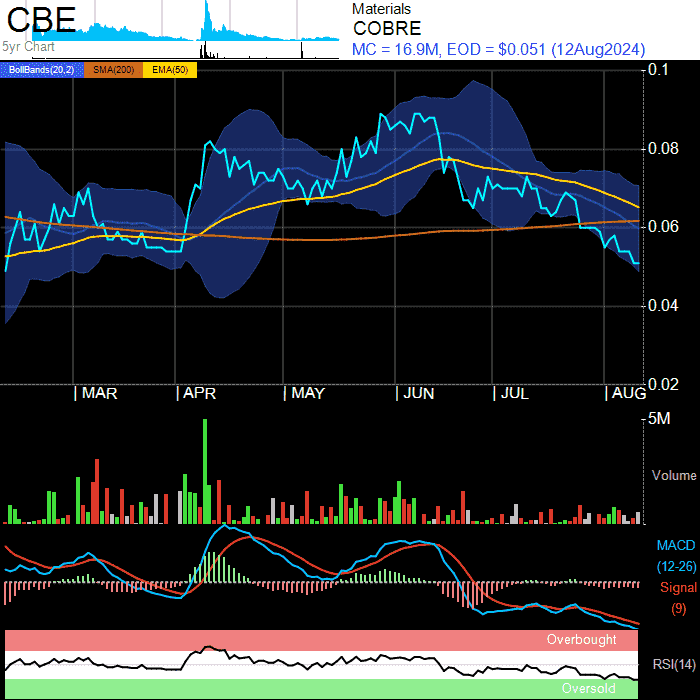 CBE
5yr Chart
Materials
COBRE
MC = 16.9M, EOD = $0.051 (12Aug2024)
BollBands(20,2) SMA(200) EMA(50)
0.1
0.08
0.06
0.04
0.02
| MAR | APR | MAY | JUN | JUL | AUG
5M
Volume
MACD
(12-26)
Signal
(9)
Overbought
RSI(14)
Oversold